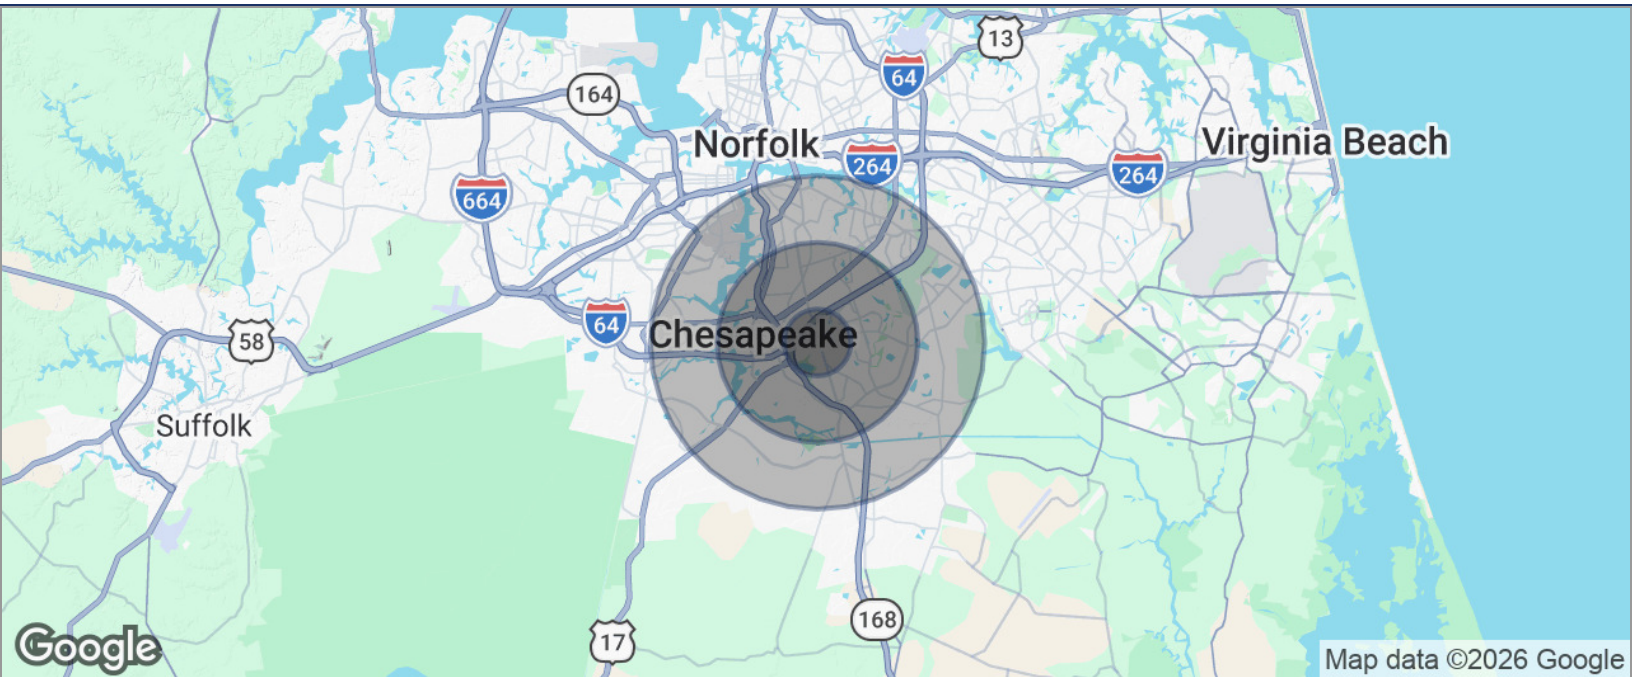 13
64
164
Norfolk
Virginia Beach
264
264
664
64
Chesapeake
58
Suffolk
168
17
Google
Map data ©2026 Google